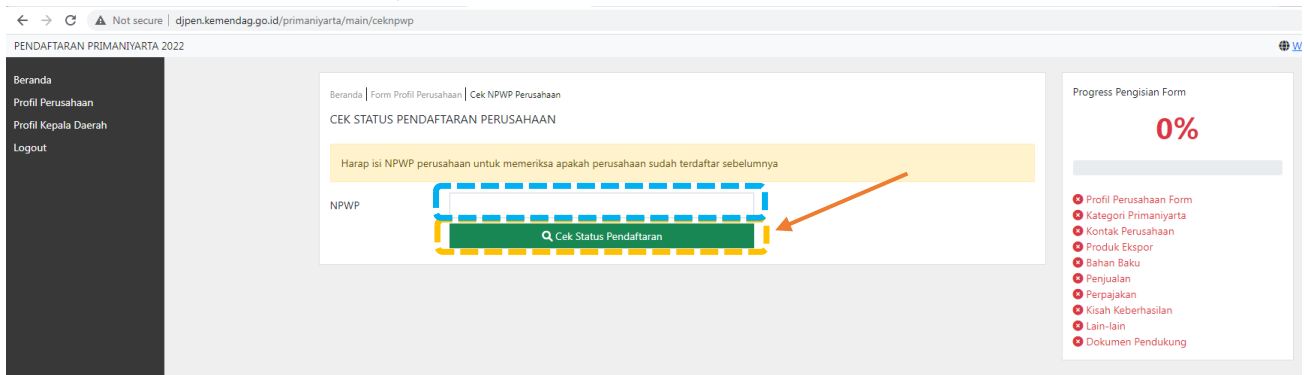 Not secure | djpen.kemendag.go.id/primaniyarta/main/ceknpwp
PENDAFTARAN PRIMANIYARTA 2022
Beranda
Profil Perusahaan
Profil Kepala Daerah
Logout
Beranda | Form Profil Perusahaan | Cek NPWP Perusahaan
CEK STATUS PENDAFTARAN PERUSAHAAN
Harap isi NPWP perusahaan untuk memeriksa apakah perusahaan sudah terdaftar sebelumnya
NPWP
Cek Status Pendaftaran
Progress Pengisian Form
0%
Profil Perusahaan Form
Kategori Primaniyarta
Kontak Perusahaan
Produk Ekspor
Bahan Baku
Penjualan
Perpajakan
Kisah Keberhasilan
Lain-lain
Dokumen Pendukung